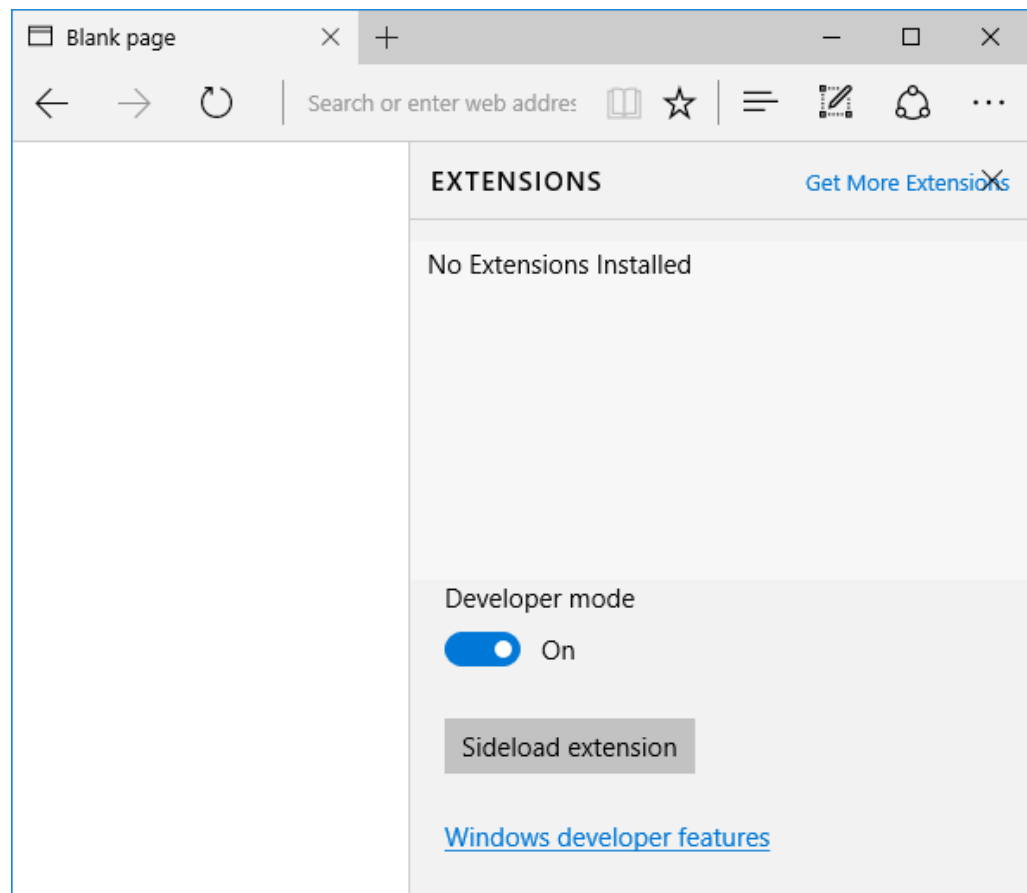 Blank page
Search or enter web addres
EXTENSIONS
Get More Extensions
No Extensions Installed
Developer mode
On
Sideload extension
Windows developer features